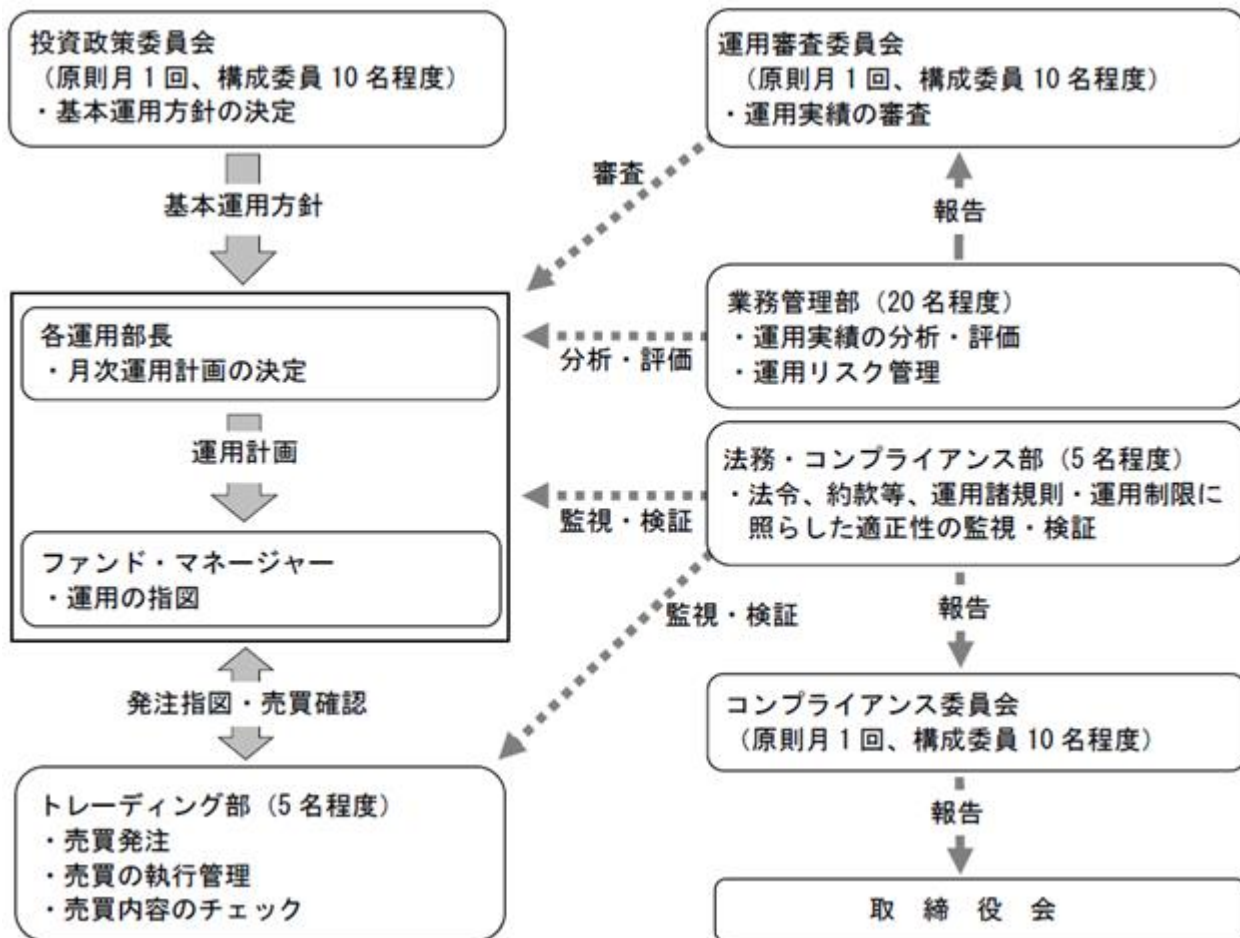 投資政策委員会
（原則月１回、構成委員 10 名程度）
・基本運用方針の決定
基本運用方針
各運用部長
・月次運用計画の決定
運用計画
ファンド・マネージャー
・運用の指図
発注指図・売買確認
トレーディング部（5 名程度）
・売買発注
・売買の執行管理
・売買内容のチェック
運用審査委員会
（原則月１回、構成委員 10 名程度）
・運用実績の審査
審査
報告
業務管理部（20 名程度）
・運用実績の分析・評価
・運用リスク管理
分析・評価
法務・コンプライアンス部（5 名程度）
・法令、約款等、運用諸規則・運用制限に
照らした適正性の監視・検証
監視・検証
監視・検証
報告
コンプライアンス委員会
（原則月１回、構成委員 10 名程度）
報告
取　締　役　会